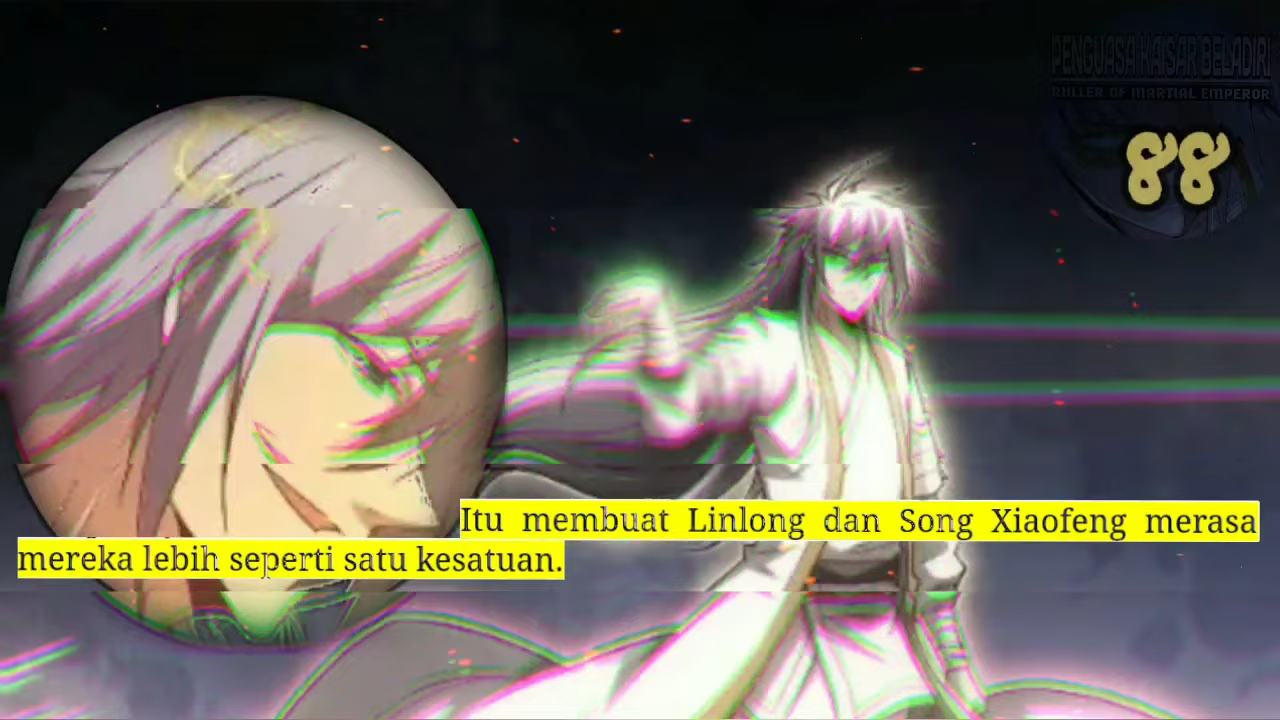 PENGUASA KAISAR BELADIRI
RULLER OF MARTIAL EMPEROR
88
Itu membuat Linlong dan Song Xiaofeng merasa
mereka lebih seperti satu kesatuan.